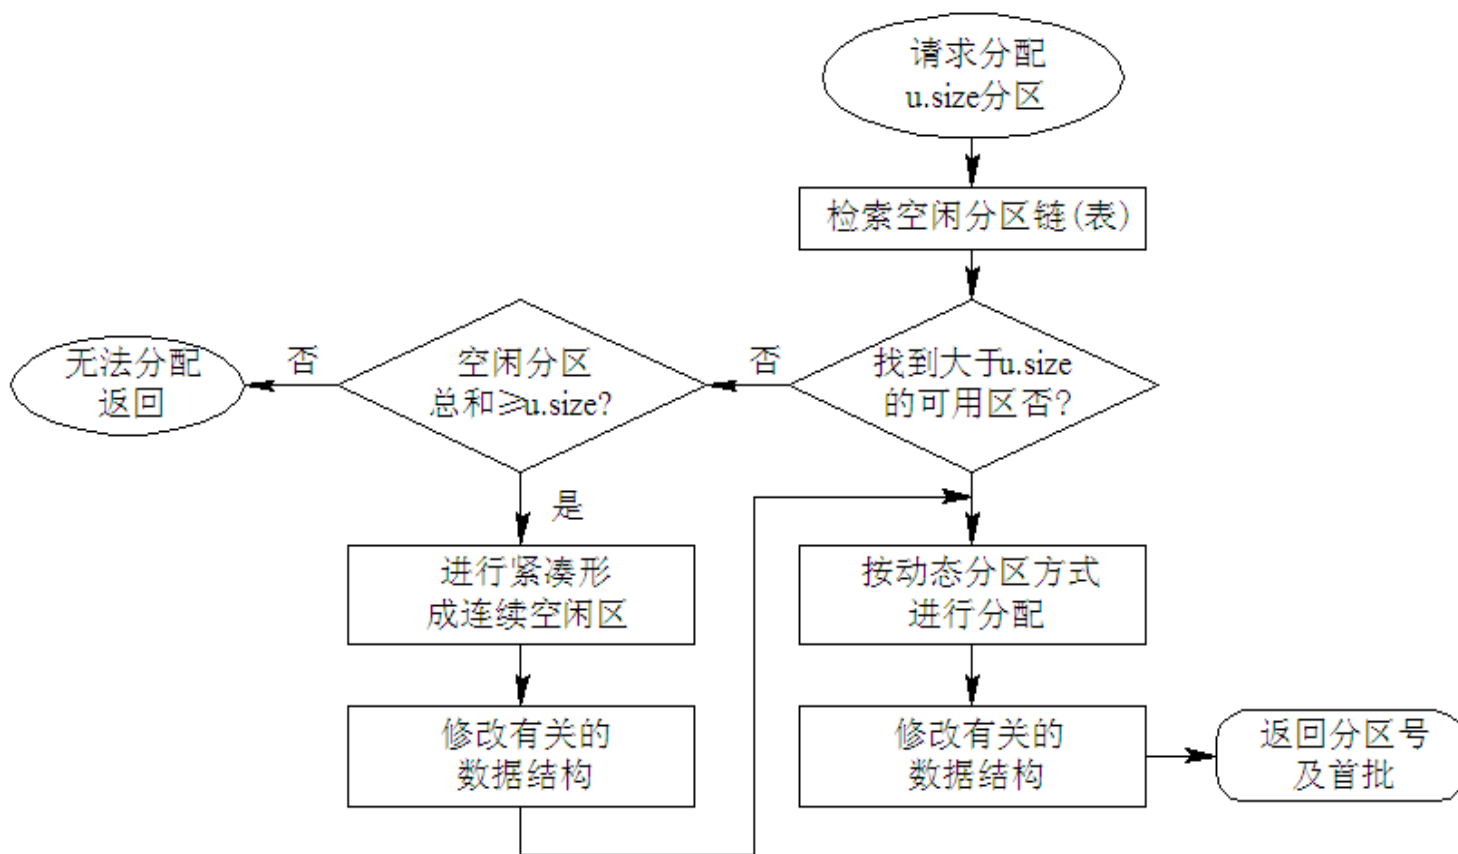 请求分配
u.size分区
检索空闲分区链(表)
找到大于u.size
的可用区否?
否
空闲分区
总和≥u.size?
否
无法分配
返回
是
进行紧凑形
成连续空闲区
修改有关的
数据结构
按动态分区方式
进行分配
修改有关的
数据结构
返回分区号
及首批